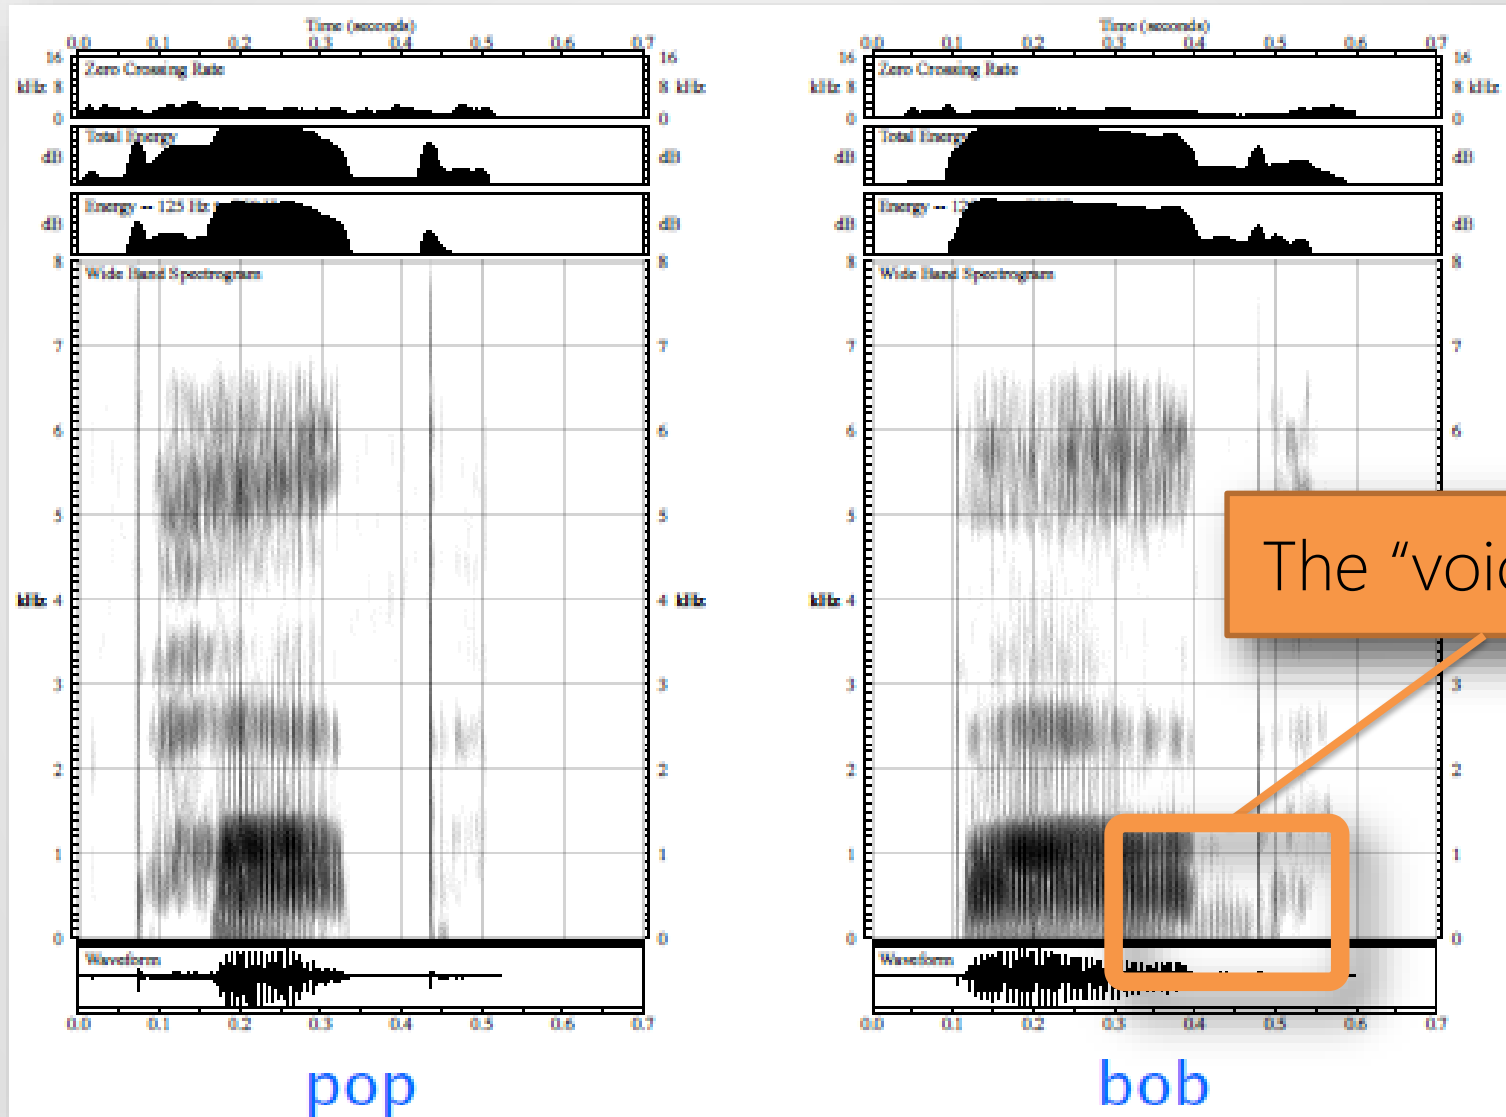 Time (seconds)
0.0 0.1 0.2 0.3 0.4 0.5 0.6 0.7
16 Zero Crossing Rate 16
kHz 8 8 kHz
0 0
Total Energy
dB dB
Energy -- 125 Hz
dB dB
8 Wide Band Spectrogram 8
7 7
6 6
5 5
kHz 4 4 kHz
3 3
2 2
1 1
0 0
Waveform
0.0 0.1 0.2 0.3 0.4 0.5 0.6 0.7
pop
Time (seconds)
0.0 0.1 0.2 0.3 0.4 0.5 0.6 0.7
16 Zero Crossing Rate 16
kHz 8 8 kHz
0 0
Total Energy
dB dB
Energy -- 12
dB dB
8 Wide Band Spectrogram 8
7 7
6 6
5
The “voic
kHz 4
3 3
2 2
1 1
0 0
Waveform
0.0 0.1 0.2 0.3 0.4 0.5 0.6 0.7
bob